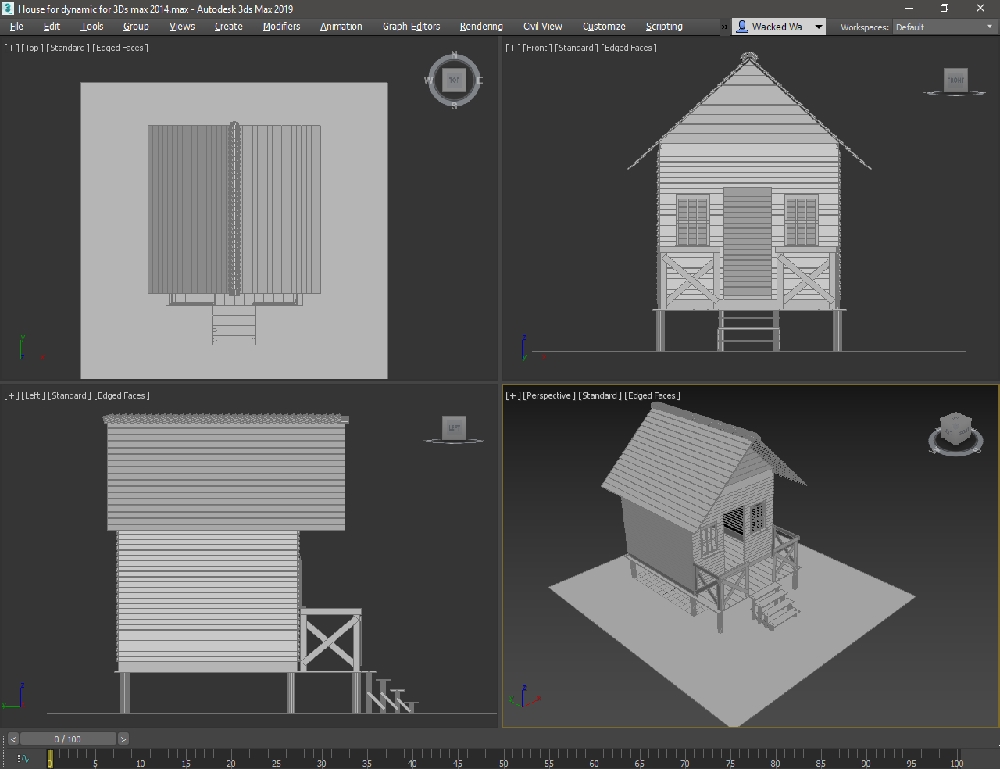 House for dynamic for 3Ds max 2014.max - Autodesk 3ds Max 2019
File Edit Tools Group Views Create Modifiers Animation Graph Editors Rendering Civil View Customize Scripting » Wacked Wa Workspaces: Default
[+] [Top] [Standard] [Edged Faces]
N
W TOP E
S
[+] [Front] [Standard] [Edged Faces]
FRONT
[+] [Left] [Standard] [Edged Faces]
LEFT
[+] [Perspective] [Standard] [Edged Faces]
< 0 / 100 >
0 5 10 15 20 25 30 35 40 45 50 55 60 65 70 75 80 85 90 95 100